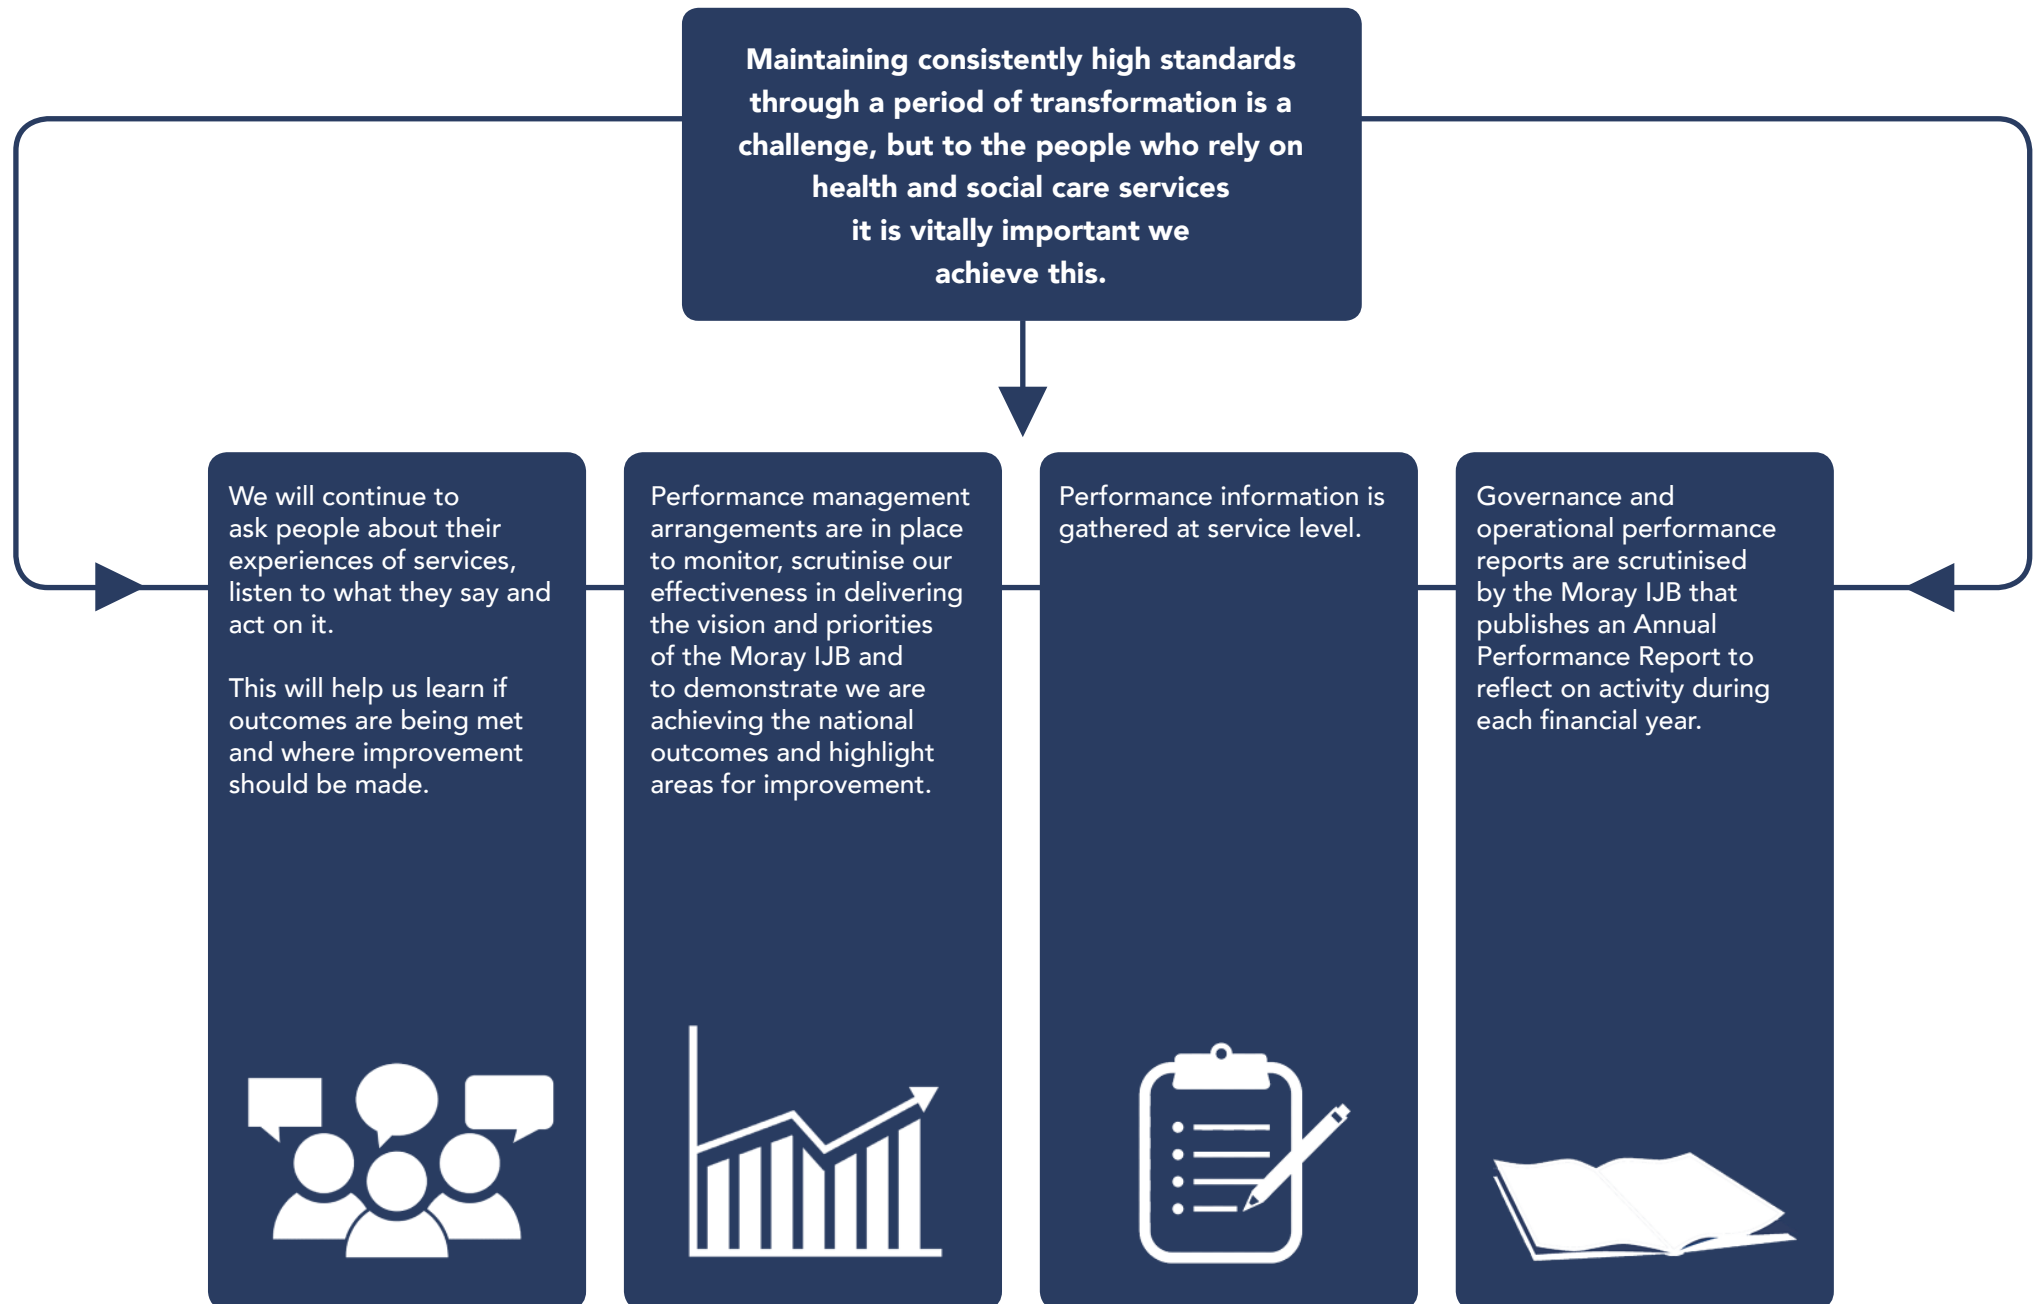 Maintaining consistently high standards
through a period of transformation is a
challenge, but to the people who rely on
health and social care services
it is vitally important we
achieve this.
We will continue to
ask people about their
experiences of services,
listen to what they say and
act on it.
This will help us learn if
outcomes are being met
and where improvement
should be made.
Performance management
arrangements are in place
to monitor, scrutinise our
effectiveness in delivering
the vision and priorities
of the Moray IJB and
to demonstrate we are
achieving the national
outcomes and highlight
areas for improvement.
Performance information is
gathered at service level.
Governance and
operational performance
reports are scrutinised
by the Moray IJB that
publishes an Annual
Performance Report to
reflect on activity during
each financial year.